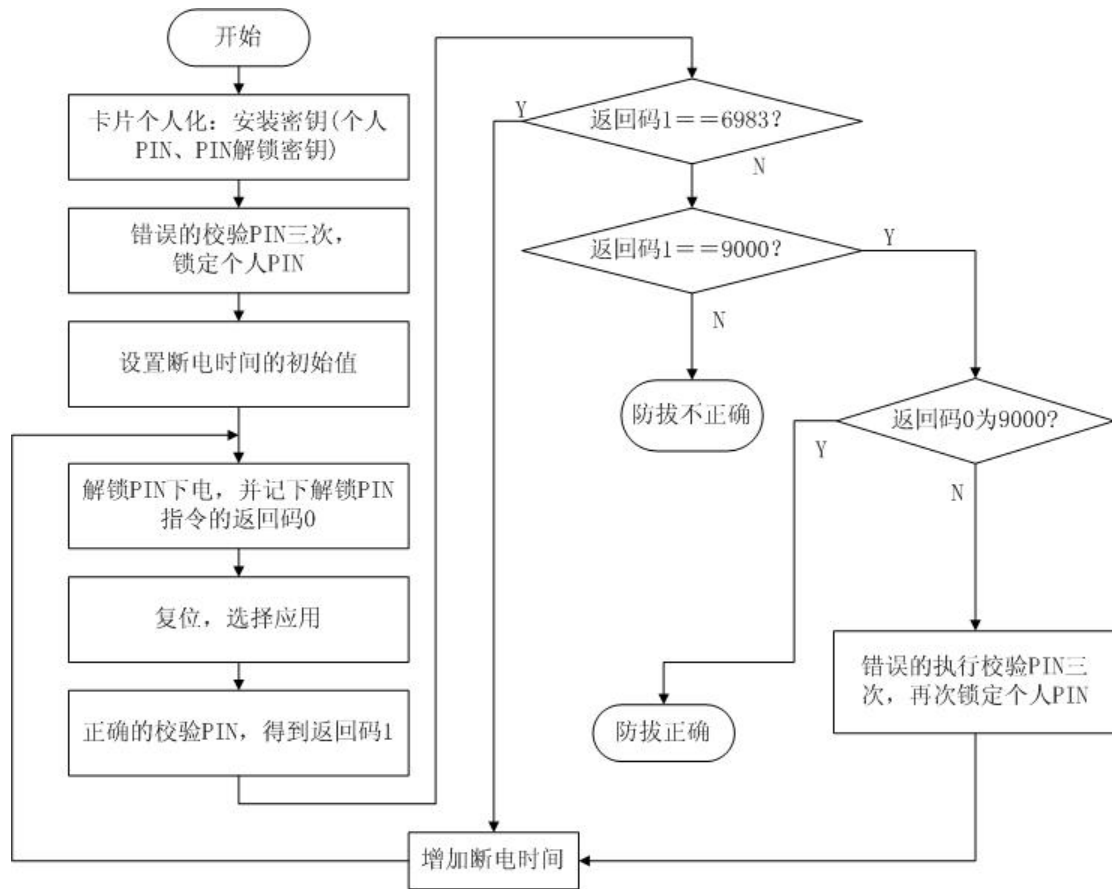 开始
卡片个人化：安装密钥(个人
PIN、PIN解锁密钥)
错误的校验PIN三次，
锁定个人PIN
设置断电时间的初始值
解锁PIN下电，并记下解锁PIN
指令的返回码0
复位，选择应用
正确的校验PIN，得到返回码1
返回码1==6983？
Y
N
返回码1==9000？
Y
N
防拔不正确
返回码0为9000？
Y
N
防拔正确
错误的执行校验PIN三
次，再次锁定个人PIN
增加断电时间